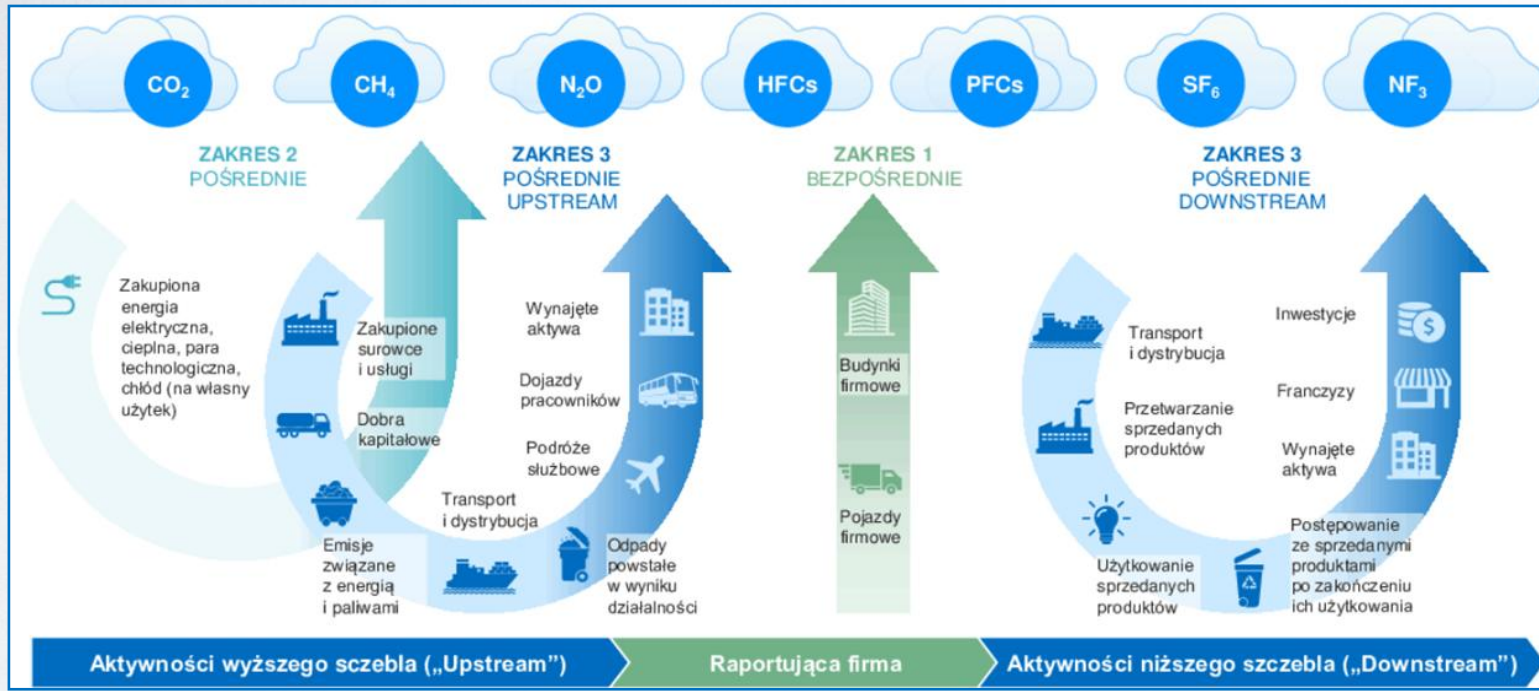 CO₂
CH₄
N₂O
HFCs
PFCs
SF₆
NF₃
ZAKRES 2
POŚREDNIE
ZAKRES 3
POŚREDNIE
UPSTREAM
ZAKRES 1
BEZPOŚREDNIE
ZAKRES 3
POŚREDNIE
DOWNSTREAM
Zakupiona
energia
elektryczna,
cieplna, para
technologiczna,
chłód (na własny
użytek)
Zakupione
surowce
i usługi
Dobra
kapitałowe
Emisje
związane
z energią
i paliwami
Transport
i dystrybucja
Odpady
powstałe
w wyniku
działalności
Podróże
służbowe
Dojazdy
pracowników
Wynajęte
aktywa
Budynki
firmowe
Pojazdy
firmowe
Transport
i dystrybucja
Przetwarzanie
sprzedanych
produktów
Użytkowanie
sprzedanych
produktów
Postępowanie
ze sprzedanymi
produktami
po zakończeniu
ich użytkowania
Wynajęte
aktywa
Franczyzy
Inwestycje
$
Aktywności wyższego sczebla („Upstream”)
Raportująca firma
Aktywności niższego szczebla („Downstream”)